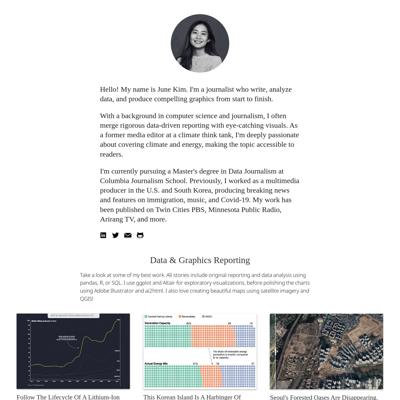 Hello! My name is June Kim. I'm a journalist who write, analyze
data, and produce compelling graphics from start to finish.
With a background in computer science and journalism, I often
merge rigorous data-driven reporting with eye-catching visuals. As
a former media editor at a climate think tank, I'm deeply passionate
about covering climate and energy, making the topic accessible to
readers.
I'm currently pursuing a Master's degree in Data Journalism at
Columbia Journalism School. Previously, I worked as a multimedia
producer in the U.S. and South Korea, producing breaking news
and features on immigration, music, and Covid-19. My work has
been published on Twin Cities PBS, Minnesota Public Radio,
Arirang TV, and more.
Data & Graphics Reporting
Take a look at some of my best work. All stories include original reporting and data analysis using
pandas, R, or SQL. I use ggplot and Altair for exploratory visualizations, before polishing the charts
using Adobe Illustrator and ai2html. I also love creating beautiful maps using satellite imagery and
QGIS!
Generation Capacity
Actual Energy Mix
Follow The Lifecycle Of A Lithium-Ion
This Korean Island Is A Harbinger Of
Seoul's Forested Oases Are Disappearing,